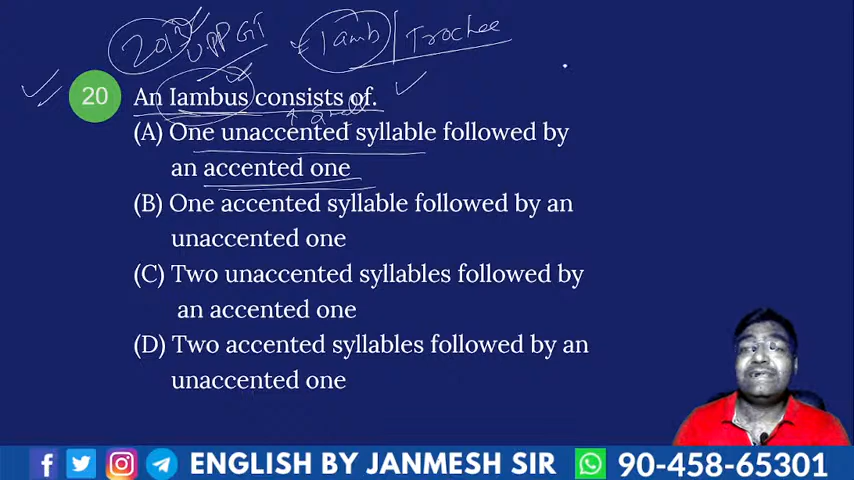 2013 UPPGT Iamb | Trochee
20 An Iambus consists of.
(A) One unaccented syllable followed by
an accented one
(B) One accented syllable followed by an
unaccented one
(C) Two unaccented syllables followed by
an accented one
(D) Two accented syllables followed by an
unaccented one
ENGLISH BY JANMESH SIR 90-458-65301